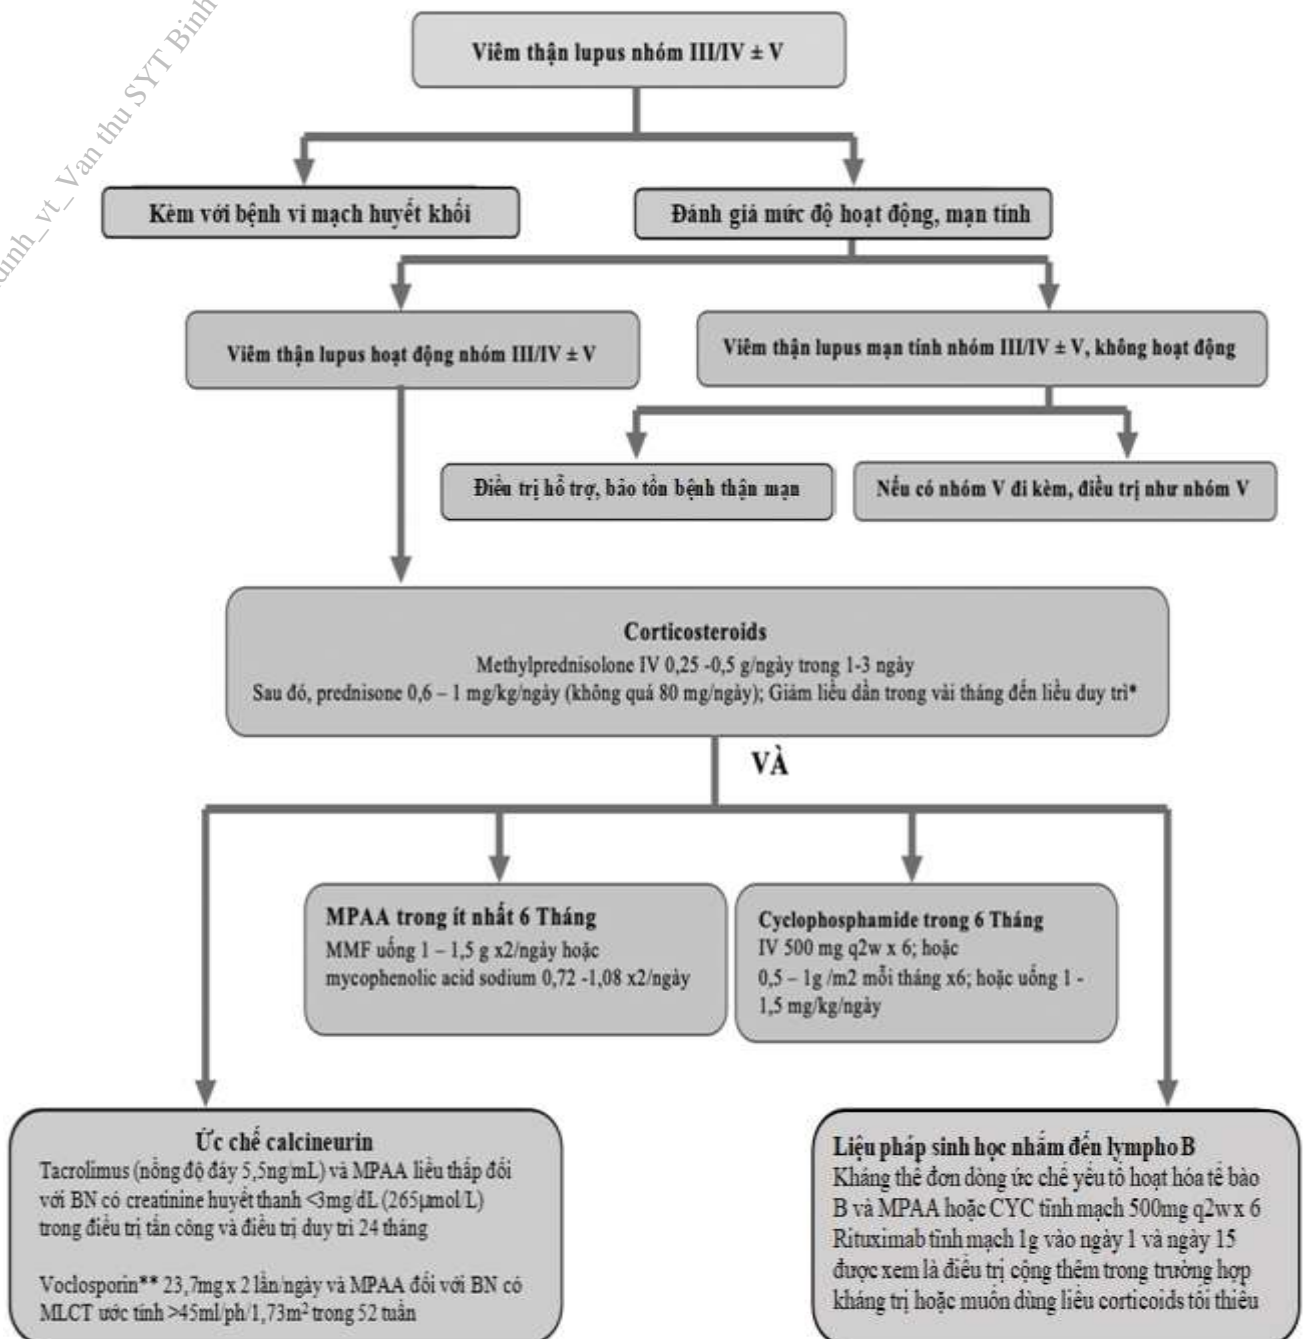 dinh_vt_Van thu SYT Binh
Viêm thận lupus nhóm III/IV ± V
Kèm với bệnh vi mạch huyết khối
Đánh giá mức độ hoạt động, mạn tính
Viêm thận lupus hoạt động nhóm III/IV ± V
Viêm thận lupus mạn tính nhóm III/IV ± V, không hoạt động
Điều trị hỗ trợ, bảo tồn bệnh thận mạn
Nếu có nhóm V đi kèm, điều trị như nhóm V
Corticosteroids
Methylprednisolone IV 0,25 -0,5 g/ngày trong 1-3 ngày
Sau đó, prednisone 0,6 – 1 mg/kg/ngày (không quá 80 mg/ngày); Giảm liều dần trong vài tháng đến liều duy trì*
VÀ
MPAA trong ít nhất 6 Tháng
MMF uống 1 – 1,5 g x2/ngày hoặc
mycophenolic acid sodium 0,72 -1,08 x2/ngày
Cyclophosphamide trong 6 Tháng
IV 500 mg q2w x 6; hoặc
0,5 – 1g /m2 mỗi tháng x6; hoặc uống 1 -
1,5 mg/kg/ngày
Ức chế calcineurin
Tacrolimus (nồng độ đáy 5,5ng/mL) và MPAA liều thấp đối
với BN có creatinine huyết thanh <3mg/dL (265µmol/L)
trong điều trị tấn công và điều trị duy trì 24 tháng
Voclosporin** 23,7mg x 2 lần/ngày và MPAA đối với BN có
MLCT ước tính >45ml/ph/1,73m² trong 52 tuần
Liệu pháp sinh học nhắm đến lympho B
Kháng thể đơn dòng ức chế yếu tố hoạt hóa tế bào
B và MPAA hoặc CYC tĩnh mạch 500mg q2w x 6
Rituximab tĩnh mạch 1g vào ngày 1 và ngày 15
được xem là điều trị cộng thêm trong trường hợp
kháng trị hoặc muốn dùng liều corticoids tối thiểu